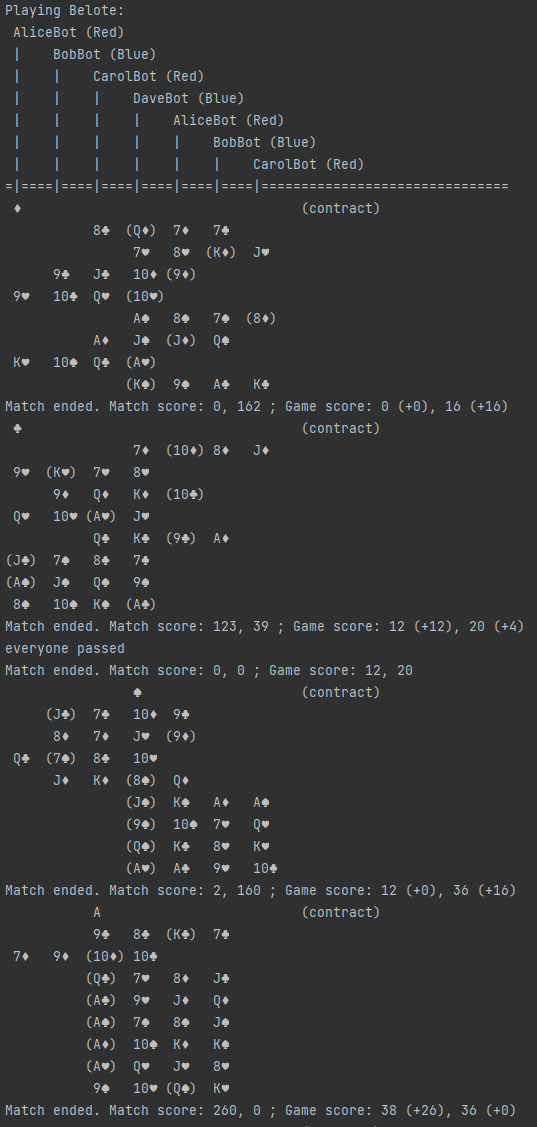 Playing Belote:
 AliceBot (Red)
 |    BobBot (Blue)
 |    |    CarolBot (Red)
 |    |    |    DaveBot (Blue)
 |    |    |    |    AliceBot (Red)
 |    |    |    |    |    BobBot (Blue)
 |    |    |    |    |    |    CarolBot (Red)
=|====|====|====|====|====|====|===============================
 ♦                                   (contract)
           8♣  (Q♦)  7♦   7♣
                7♥   8♥  (K♦)  J♥
      9♣   J♣   10♦ (9♦)
 9♥   10♣  Q♥  (10♥)
                A♠   8♠   7♠  (8♦)
           A♦   J♠  (J♦)  Q♠
 K♥   10♠  Q♣  (A♥)
               (K♠)  9♠   A♣   K♣
Match ended. Match score: 0, 162 ; Game score: 0 (+0), 16 (+16)
 ♣                                   (contract)
                7♦  (10♦) 8♦   J♦
 9♥  (K♥)  7♥   8♥
      9♦   Q♦   K♦  (10♣)
 Q♥   10♥ (A♥)  J♥
           Q♣   K♣  (9♣)  A♦
(J♣)  7♠   8♣   7♣
(A♠)  J♠   Q♠   9♠
 8♠   10♠  K♠  (A♣)
Match ended. Match score: 123, 39 ; Game score: 12 (+12), 20 (+4)
everyone passed
Match ended. Match score: 0, 0 ; Game score: 12, 20
                ♠                    (contract)
     (J♣)  7♣   10♦  9♣
      8♦   7♦   J♥  (9♦)
 Q♣  (7♠)  8♣   10♥
      J♦   K♦  (8♠)  Q♦
               (J♠)  K♠   A♦   A♠
               (9♠)  10♠  7♥   Q♥
               (Q♠)  K♣   8♥   K♥
               (A♥)  A♣   9♥   10♣
Match ended. Match score: 2, 160 ; Game score: 12 (+0), 36 (+16)
           A                         (contract)
           9♣   8♣  (K♣)  7♣
 7♦   9♦  (10♦) 10♣
          (Q♣)  7♥   8♦   J♣
          (A♣)  9♥   J♦   Q♦
          (A♠)  7♠   8♠   J♠
          (A♦)  10♠  K♦   K♠
          (A♥)  Q♥   J♥   8♥
           9♠   10♥ (Q♠)  K♥
Match ended. Match score: 260, 0 ; Game score: 38 (+26), 36 (+0)